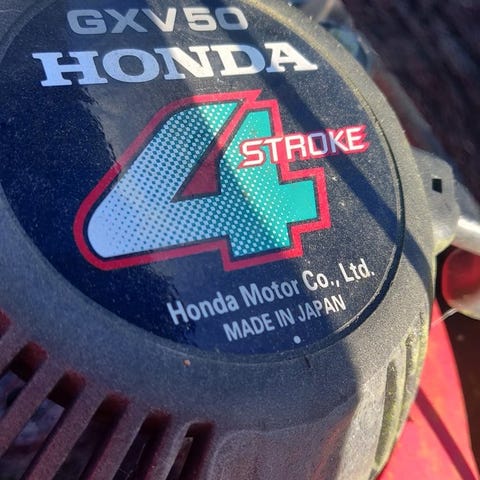 GXV50
HONDA
4
STROKE
Honda Motor Co., Ltd.
MADE IN JAPAN